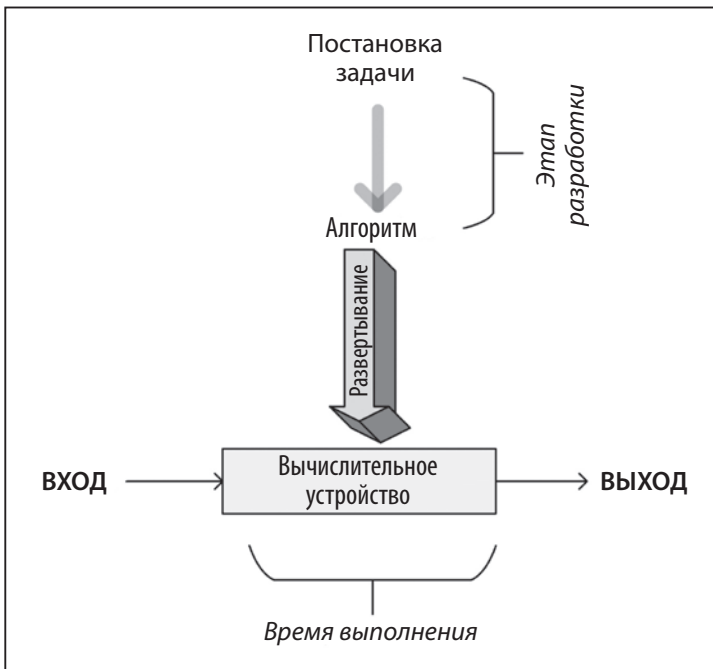 Постановка
задачи
Этап
разработки
Алгоритм
Развертывание
ВХОД
Вычислительное
устройство
ВЫХОД
Время выполнения